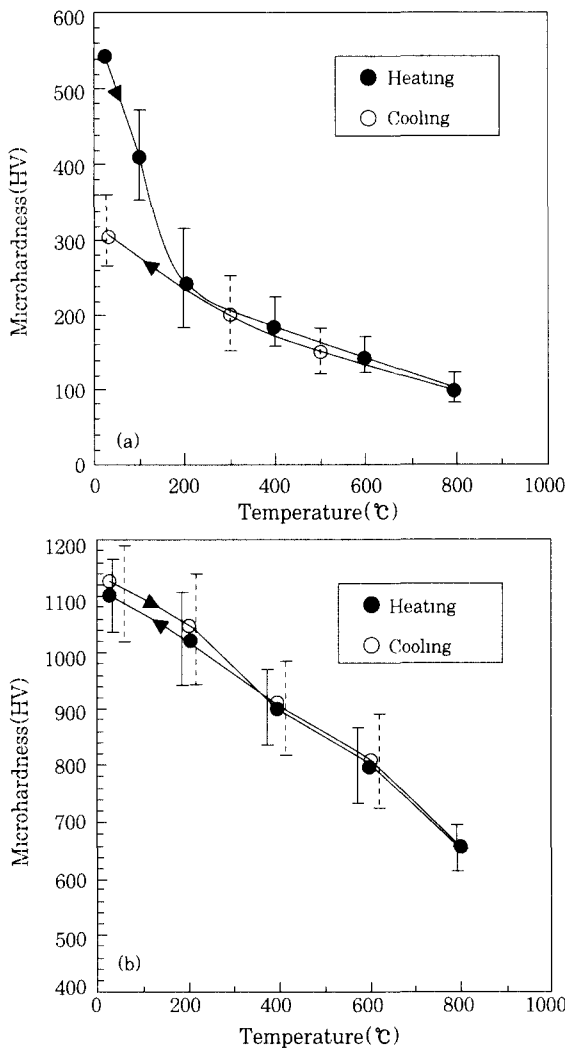 600
500
400
300
200
100
0
Microhardness(HV)
Heating
Cooling
(a)
0 200 400 600 800 1000
Temperature(℃)
1200
1100
1000
900
800
700
600
500
400
Microhardness(HV)
Heating
Cooling
(b)
0 200 400 600 800 1000
Temperature(℃)